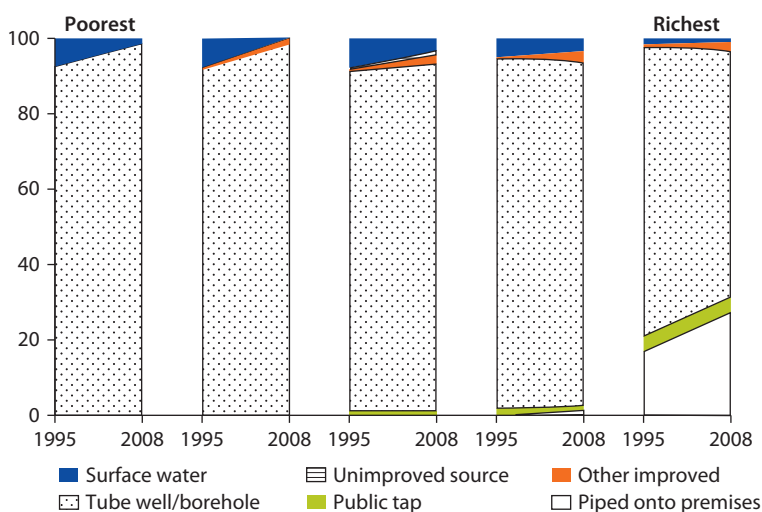 Poorest Richest
100
80
60
40
20
0
1995 2008 1995 2008 1995 2008 1995 2008 1995 2008
Surface water Unimproved source Other improved
Tube well/borehole Public tap Piped onto premises